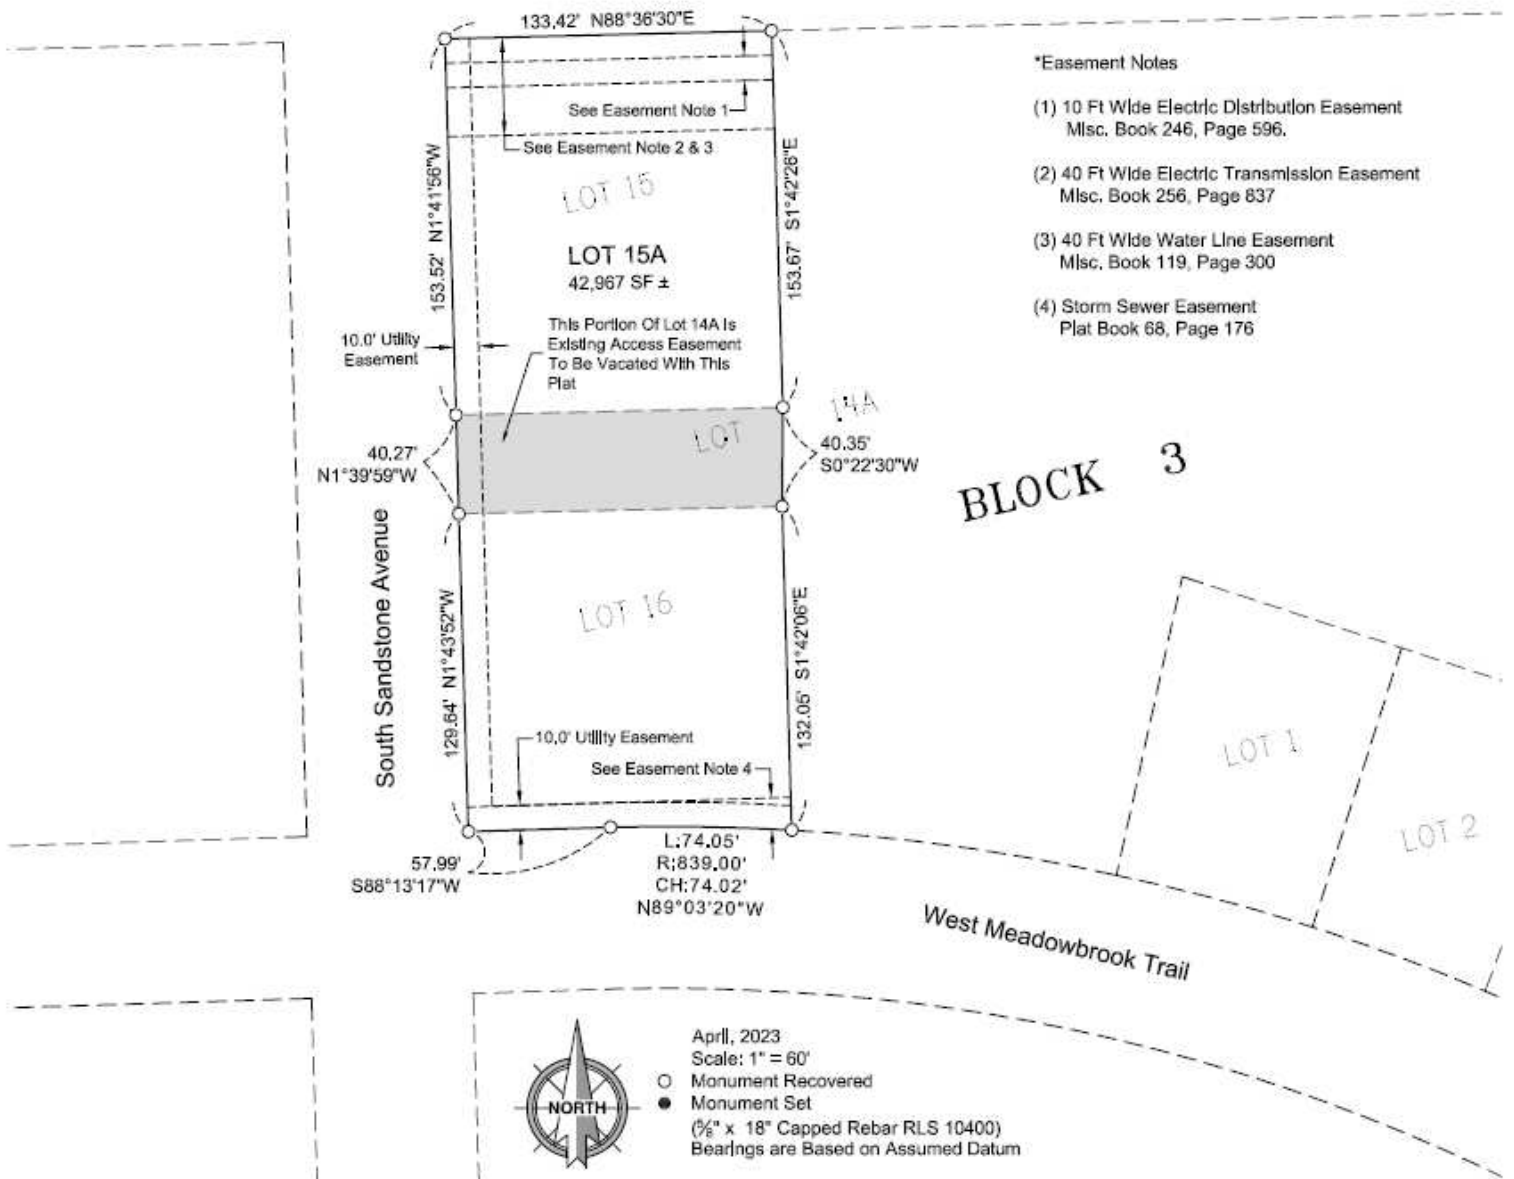 133.42' N88°36'30"E
*Easement Notes
(1) 10 Ft Wide Electric Distribution Easement
Misc. Book 246, Page 596.
(2) 40 Ft Wide Electric Transmission Easement
Misc. Book 256, Page 837
(3) 40 Ft Wide Water Line Easement
Misc. Book 119, Page 300
(4) Storm Sewer Easement
Plat Book 68, Page 176
See Easement Note 1
See Easement Note 2 & 3
153.52' N1°41'56"W
153.67' S1°42'26"E
LOT 15
LOT 15A
42,967 SF ±
This Portion Of Lot 14A Is
Existing Access Easement
To Be Vacated With This
Plat
10.0' Utility
Easement
LOT 14A
40.27'
N1°39'59"W
40.35'
S0°22'30"W
BLOCK 3
South Sandstone Avenue
129.64' N1°43'52"W
132.05' S1°42'06"E
LOT 16
10.0' Utility Easement
See Easement Note 4
LOT 1
LOT 2
57.99'
S88°13'17"W
L:74.05'
R:839.00'
CH:74.02'
N89°03'20"W
West Meadowbrook Trail
NORTH
April, 2023
Scale: 1" = 60'
Monument Recovered
Monument Set
(⅝" x 18" Capped Rebar RLS 10400)
Bearings are Based on Assumed Datum